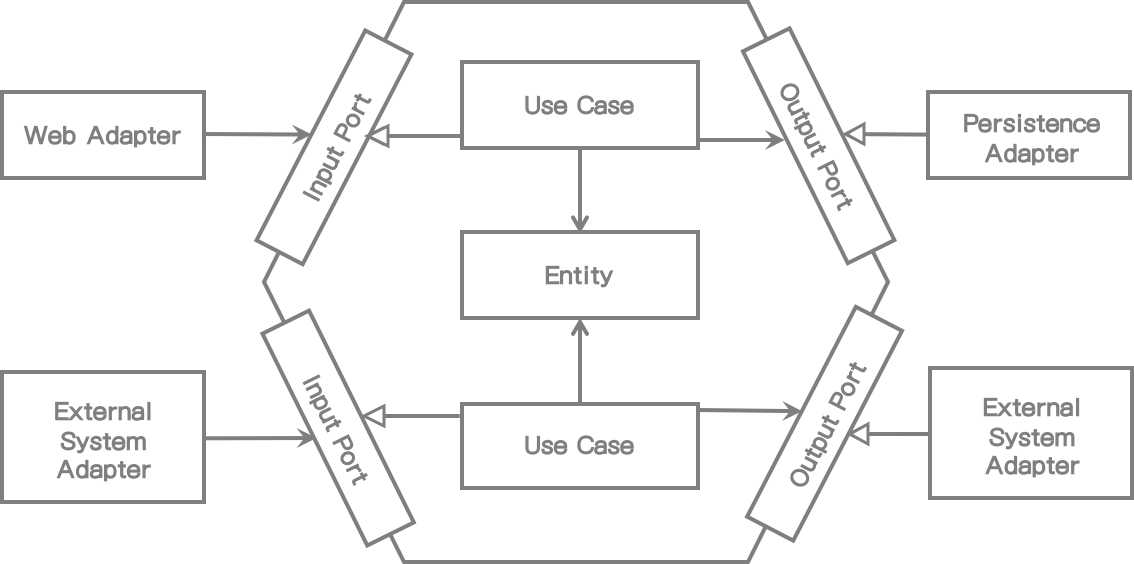 Web Adapter
Input Port
Use Case
Output Port
Persistence
Adapter
Entity
External
System
Adapter
Input Port
Use Case
Output Port
External
System
Adapter